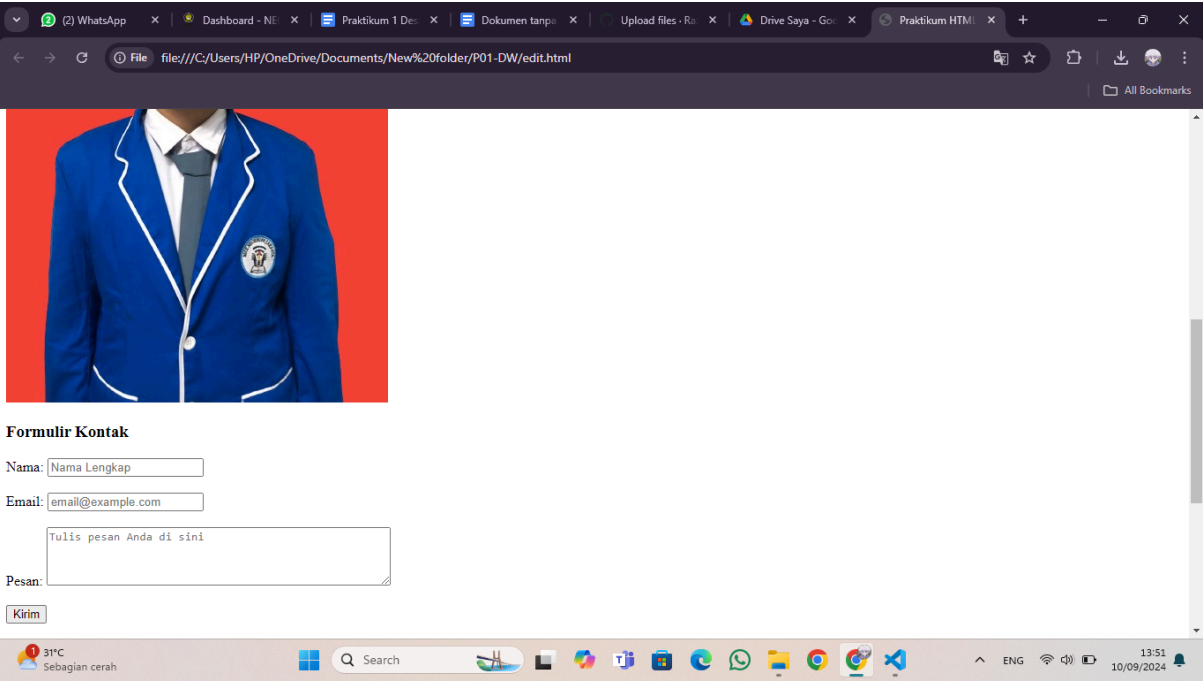 (2) WhatsApp
Dashboard - NE
Praktikum 1 Des
Dokumen tanpa
Upload files · Ra
Drive Saya - Goo
Praktikum HTML
File
file:///C:/Users/HP/OneDrive/Documents/New%20folder/P01-DW/edit.html
All Bookmarks
Formulir Kontak
Nama: Nama Lengkap
Email: email@example.com
Tulis pesan Anda di sini
Pesan:
Kirim
1
31°C
Sebagian cerah
Search
ENG
13:51
10/09/2024